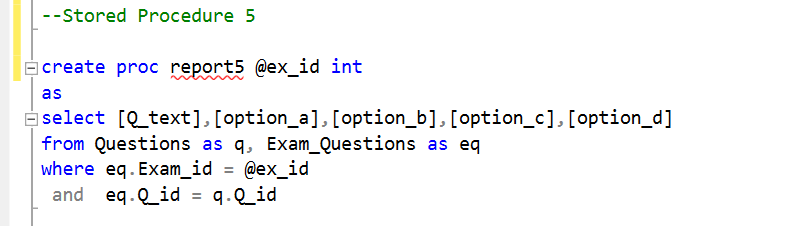 --Stored Procedure 5
create proc report5 @ex_id int
as
select [Q_text],[option_a],[option_b],[option_c],[option_d]
from Questions as q, Exam_Questions as eq
where eq.Exam_id = @ex_id
and  eq.Q_id = q.Q_id